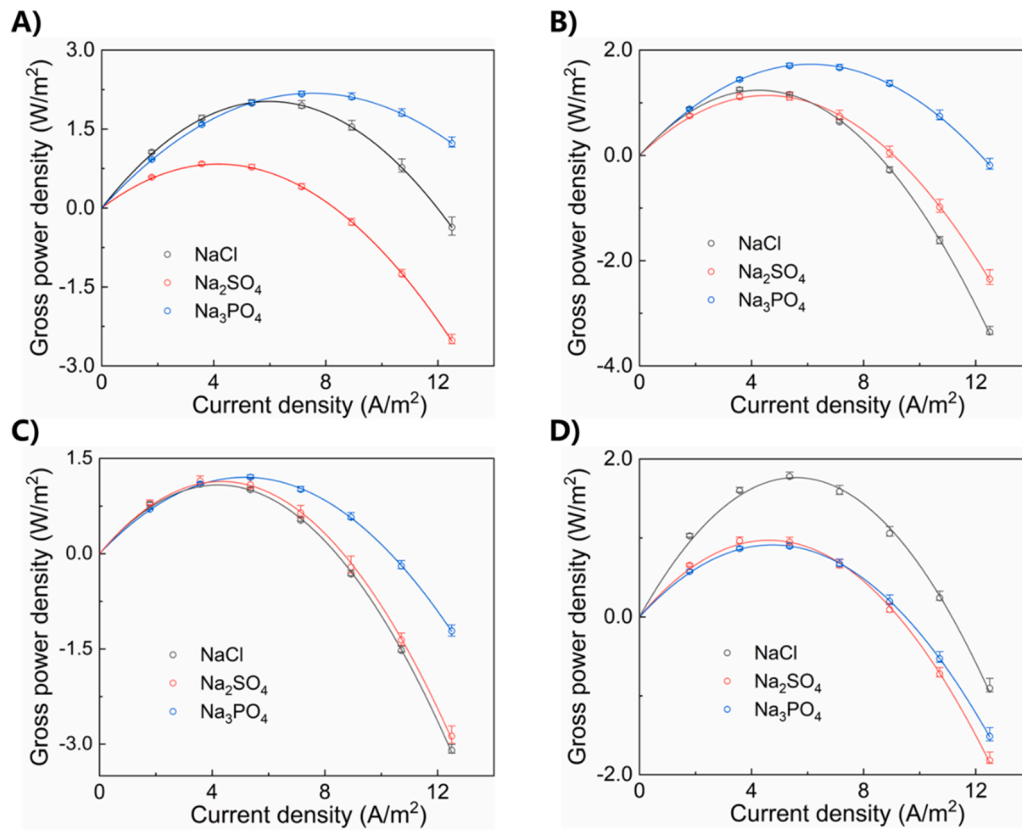 A)
Gross power density (W/m²)
3.0
1.5
0.0
-1.5
-3.0
NaCl
Na₂SO₄
Na₃PO₄
0 4 8 12
Current density (A/m²)
B)
Gross power density (W/m²)
2.0
0.0
-2.0
-4.0
NaCl
Na₂SO₄
Na₃PO₄
0 4 8 12
Current density (A/m²)
C)
Gross power density (W/m²)
1.5
0.0
-1.5
-3.0
NaCl
Na₂SO₄
Na₃PO₄
0 4 8 12
Current density (A/m²)
D)
Gross power density (W/m²)
2.0
0.0
-2.0
NaCl
Na₂SO₄
Na₃PO₄
0 4 8 12
Current density (A/m²)